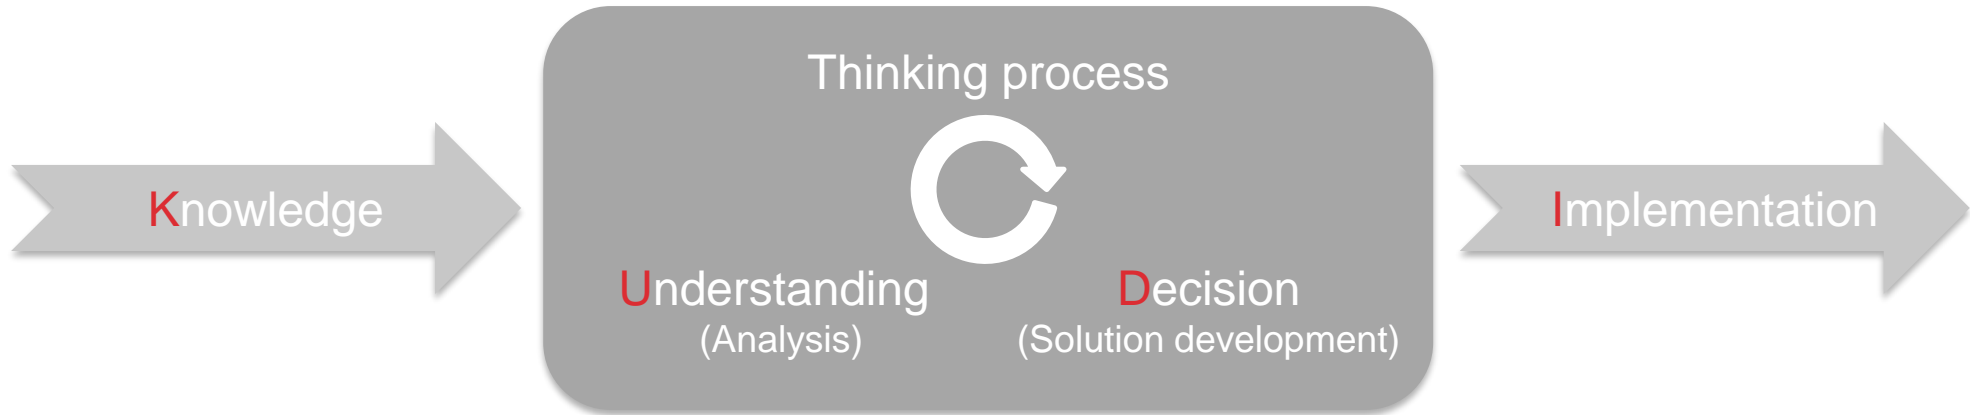 Knowledge
Thinking process
Understanding
(Analysis)
Decision
(Solution development)
Implementation